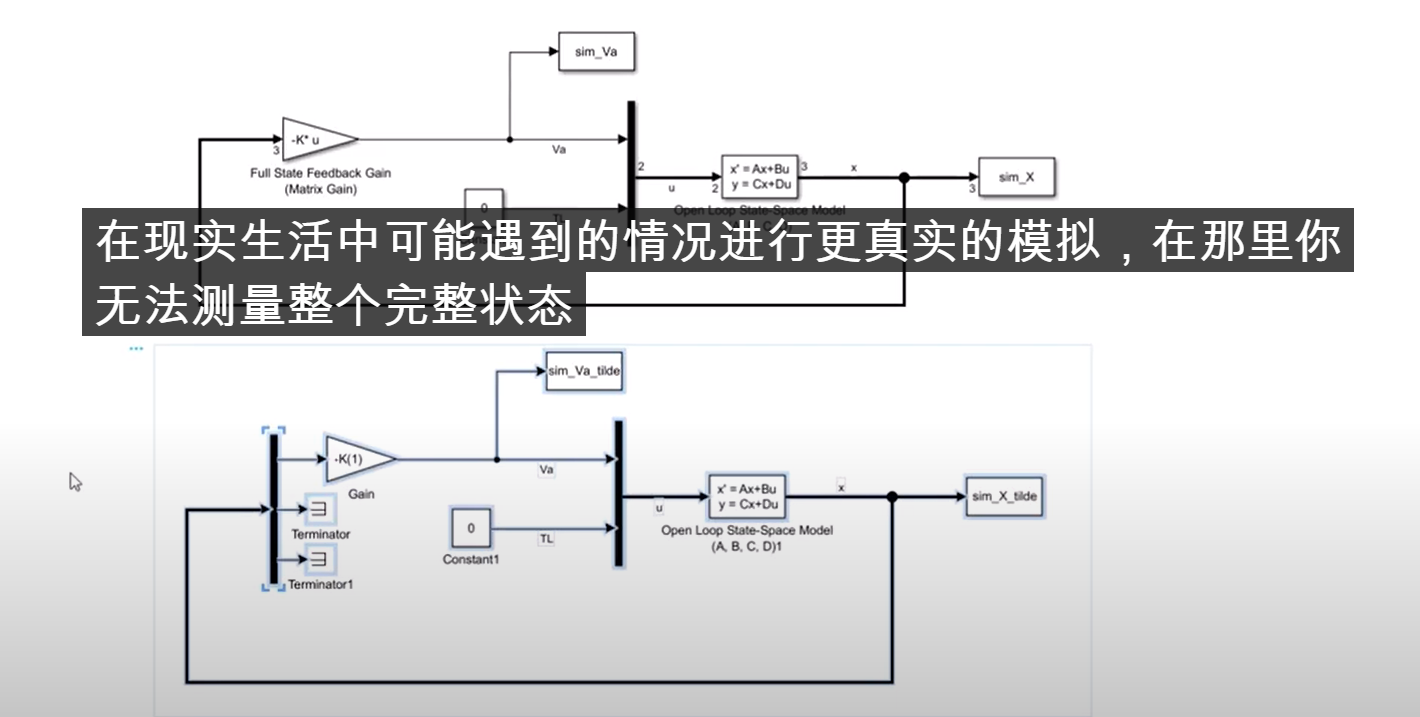 sim_Va
-K* u
3
Full State Feedback Gain
(Matrix Gain)
Va
0
2
u
2
x' = Ax+Bu
y = Cx+Du
3
x
3
sim_X
Open Loop State-Space Model
在现实生活中可能遇到的情况进行更真实的模拟，在那里你
无法测量整个完整状态
sim_Va_tilde
-K(1)
Gain
Terminator
Terminator1
Va
0
Constant1
TL
u
x' = Ax+Bu
y = Cx+Du
Open Loop State-Space Model
(A, B, C, D)1
x
sim_X_tilde